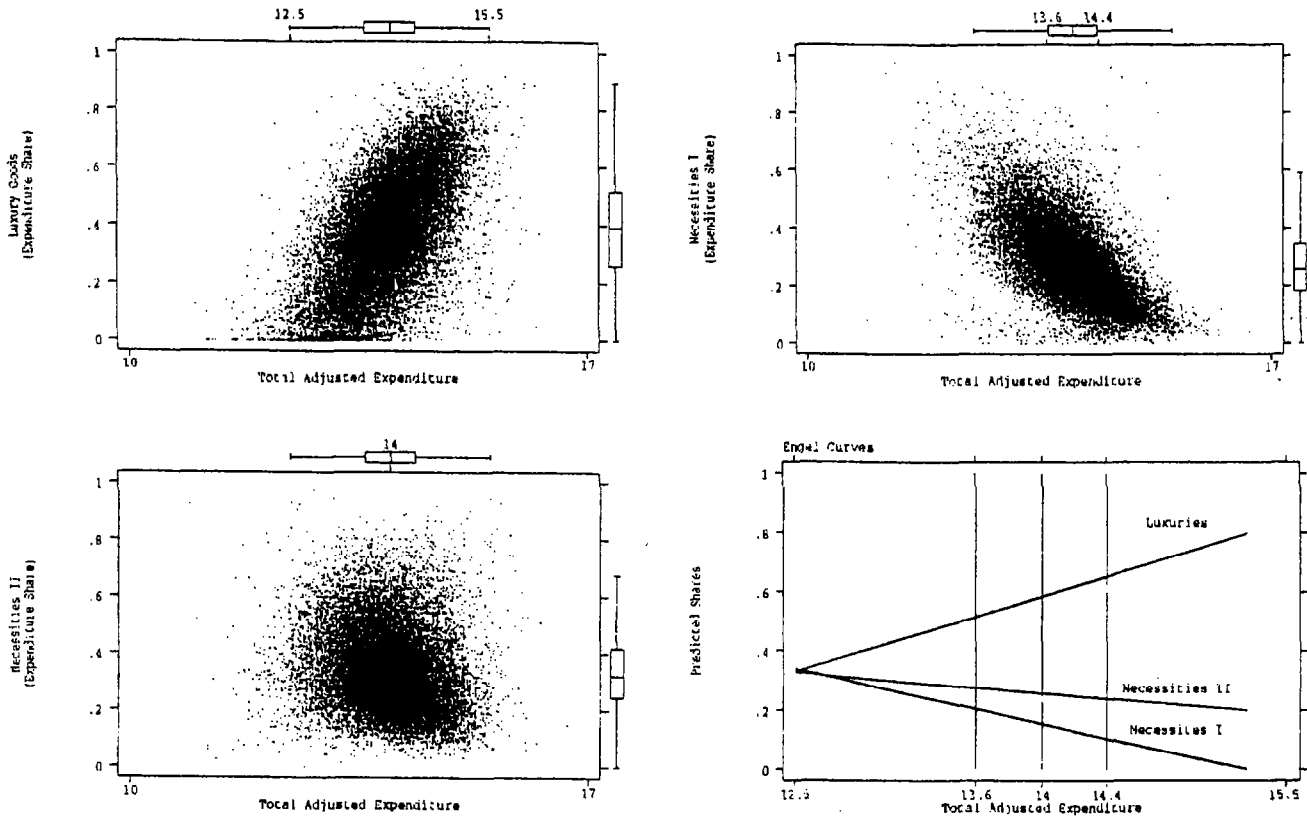 12.5 15.5
1
.8
.6
.4
.2
0
Luxury Goods
(Expenditure Share)
10 17
Total Adjusted Expenditure
13.6 14.4
1
.8
.6
.4
.2
0
Necessities I
(Expenditure Share)
10 17
Total Adjusted Expenditure
14
1
.8
.6
.4
.2
0
Necessities II
(Expenditure Share)
10 17
Total Adjusted Expenditure
Engel Curves
1
.8
.6
.4
.2
0
Predicted Shares
Luxuries
Necessities II
Necessites I
12.5 13.6 14 14.4 15.5
Total Adjusted Expenditure